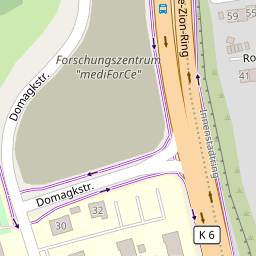 e-Zion-Ring
59
55
Ro
41
Forschungszentrum
"mediForCe"
Domagkstr.
Innenstadtring
Domagkstr.
32
30
K 6